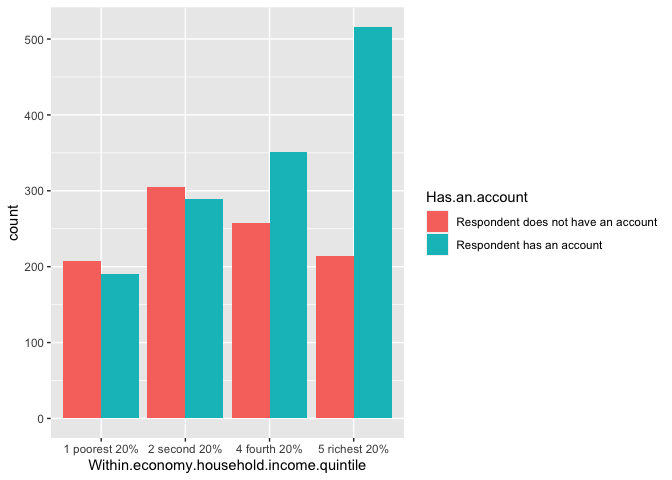 count
500
400
300
200
100
0
1 poorest 20% 2 second 20% 4 fourth 20% 5 richest 20%
Within.economy.household.income.quintile
Has.an.account
Respondent does not have an account
Respondent has an account